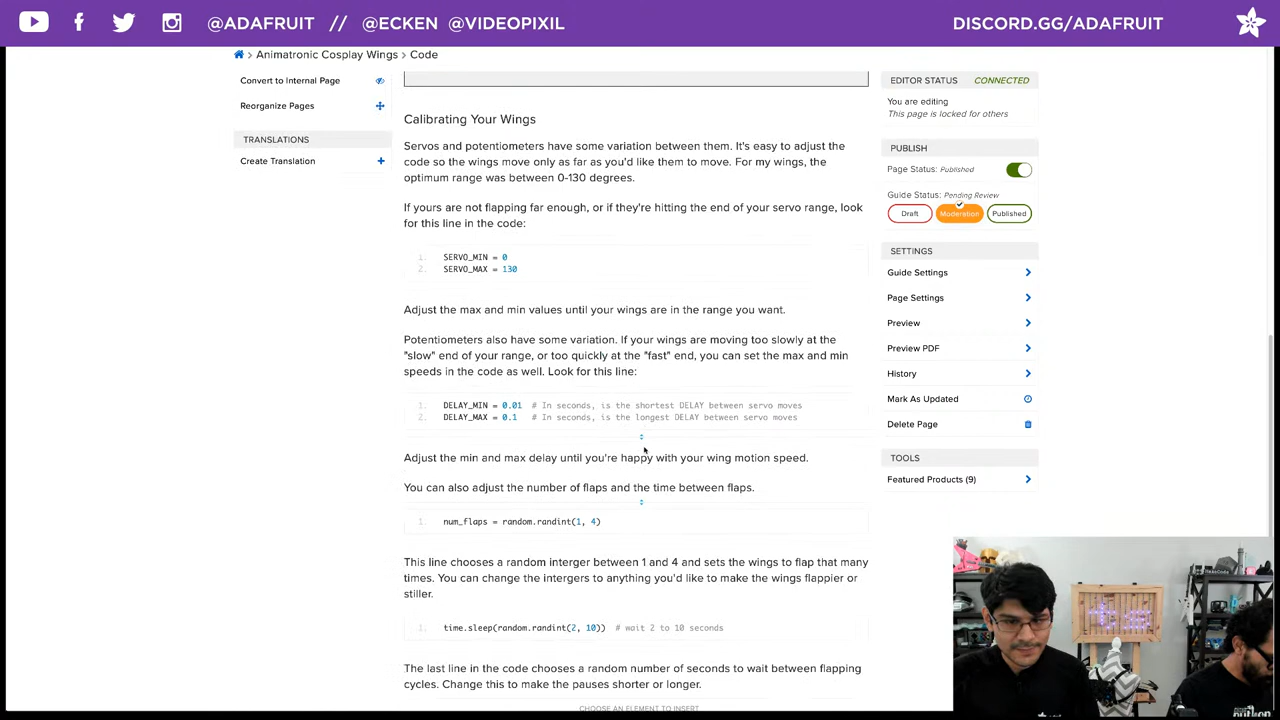 @ADAFRUIT // @ECKEN @VIDEOPIXIL
DISCORD.GG/ADAFRUIT
Animatronic Cosplay Wings > Code
Convert to Internal Page
Reorganize Pages
TRANSLATIONS
Create Translation
Calibrating Your Wings
Servos and potentiometers have some variation between them. It's easy to adjust the
code so the wings move only as far as you'd like them to move. For my wings, the
optimum range was between 0-130 degrees.
If yours are not flapping far enough, or if they're hitting the end of your servo range, look
for this line in the code:
1. SERVO_MIN = 0
2. SERVO_MAX = 130
Adjust the max and min values until your wings are in the range you want.
Potentiometers also have some variation. If your wings are moving too slowly at the
"slow" end of your range, or too quickly at the "fast" end, you can set the max and min
speeds in the code as well. Look for this line:
1. DELAY_MIN = 0.01 # In seconds, is the shortest DELAY between servo moves
2. DELAY_MAX = 0.1 # In seconds, is the longest DELAY between servo moves
Adjust the min and max delay until you're happy with your wing motion speed.
You can also adjust the number of flaps and the time between flaps.
1. num_flaps = random.randint(1, 4)
This line chooses a random interger between 1 and 4 and sets the wings to flap that many
times. You can change the intergers to anything you'd like to make the wings flappier or
stiller.
1. time.sleep(random.randint(2, 10)) # wait 2 to 10 seconds
The last line in the code chooses a random number of seconds to wait between flapping
cycles. Change this to make the pauses shorter or longer.
CHOOSE AN ELEMENT TO INSERT
EDITOR STATUS CONNECTED
You are editing
This page is locked for others
PUBLISH
Page Status: Published
Guide Status: Pending Review
Draft Moderation Published
SETTINGS
Guide Settings
Page Settings
Preview
Preview PDF
History
Mark As Updated
Delete Page
TOOLS
Featured Products (9)